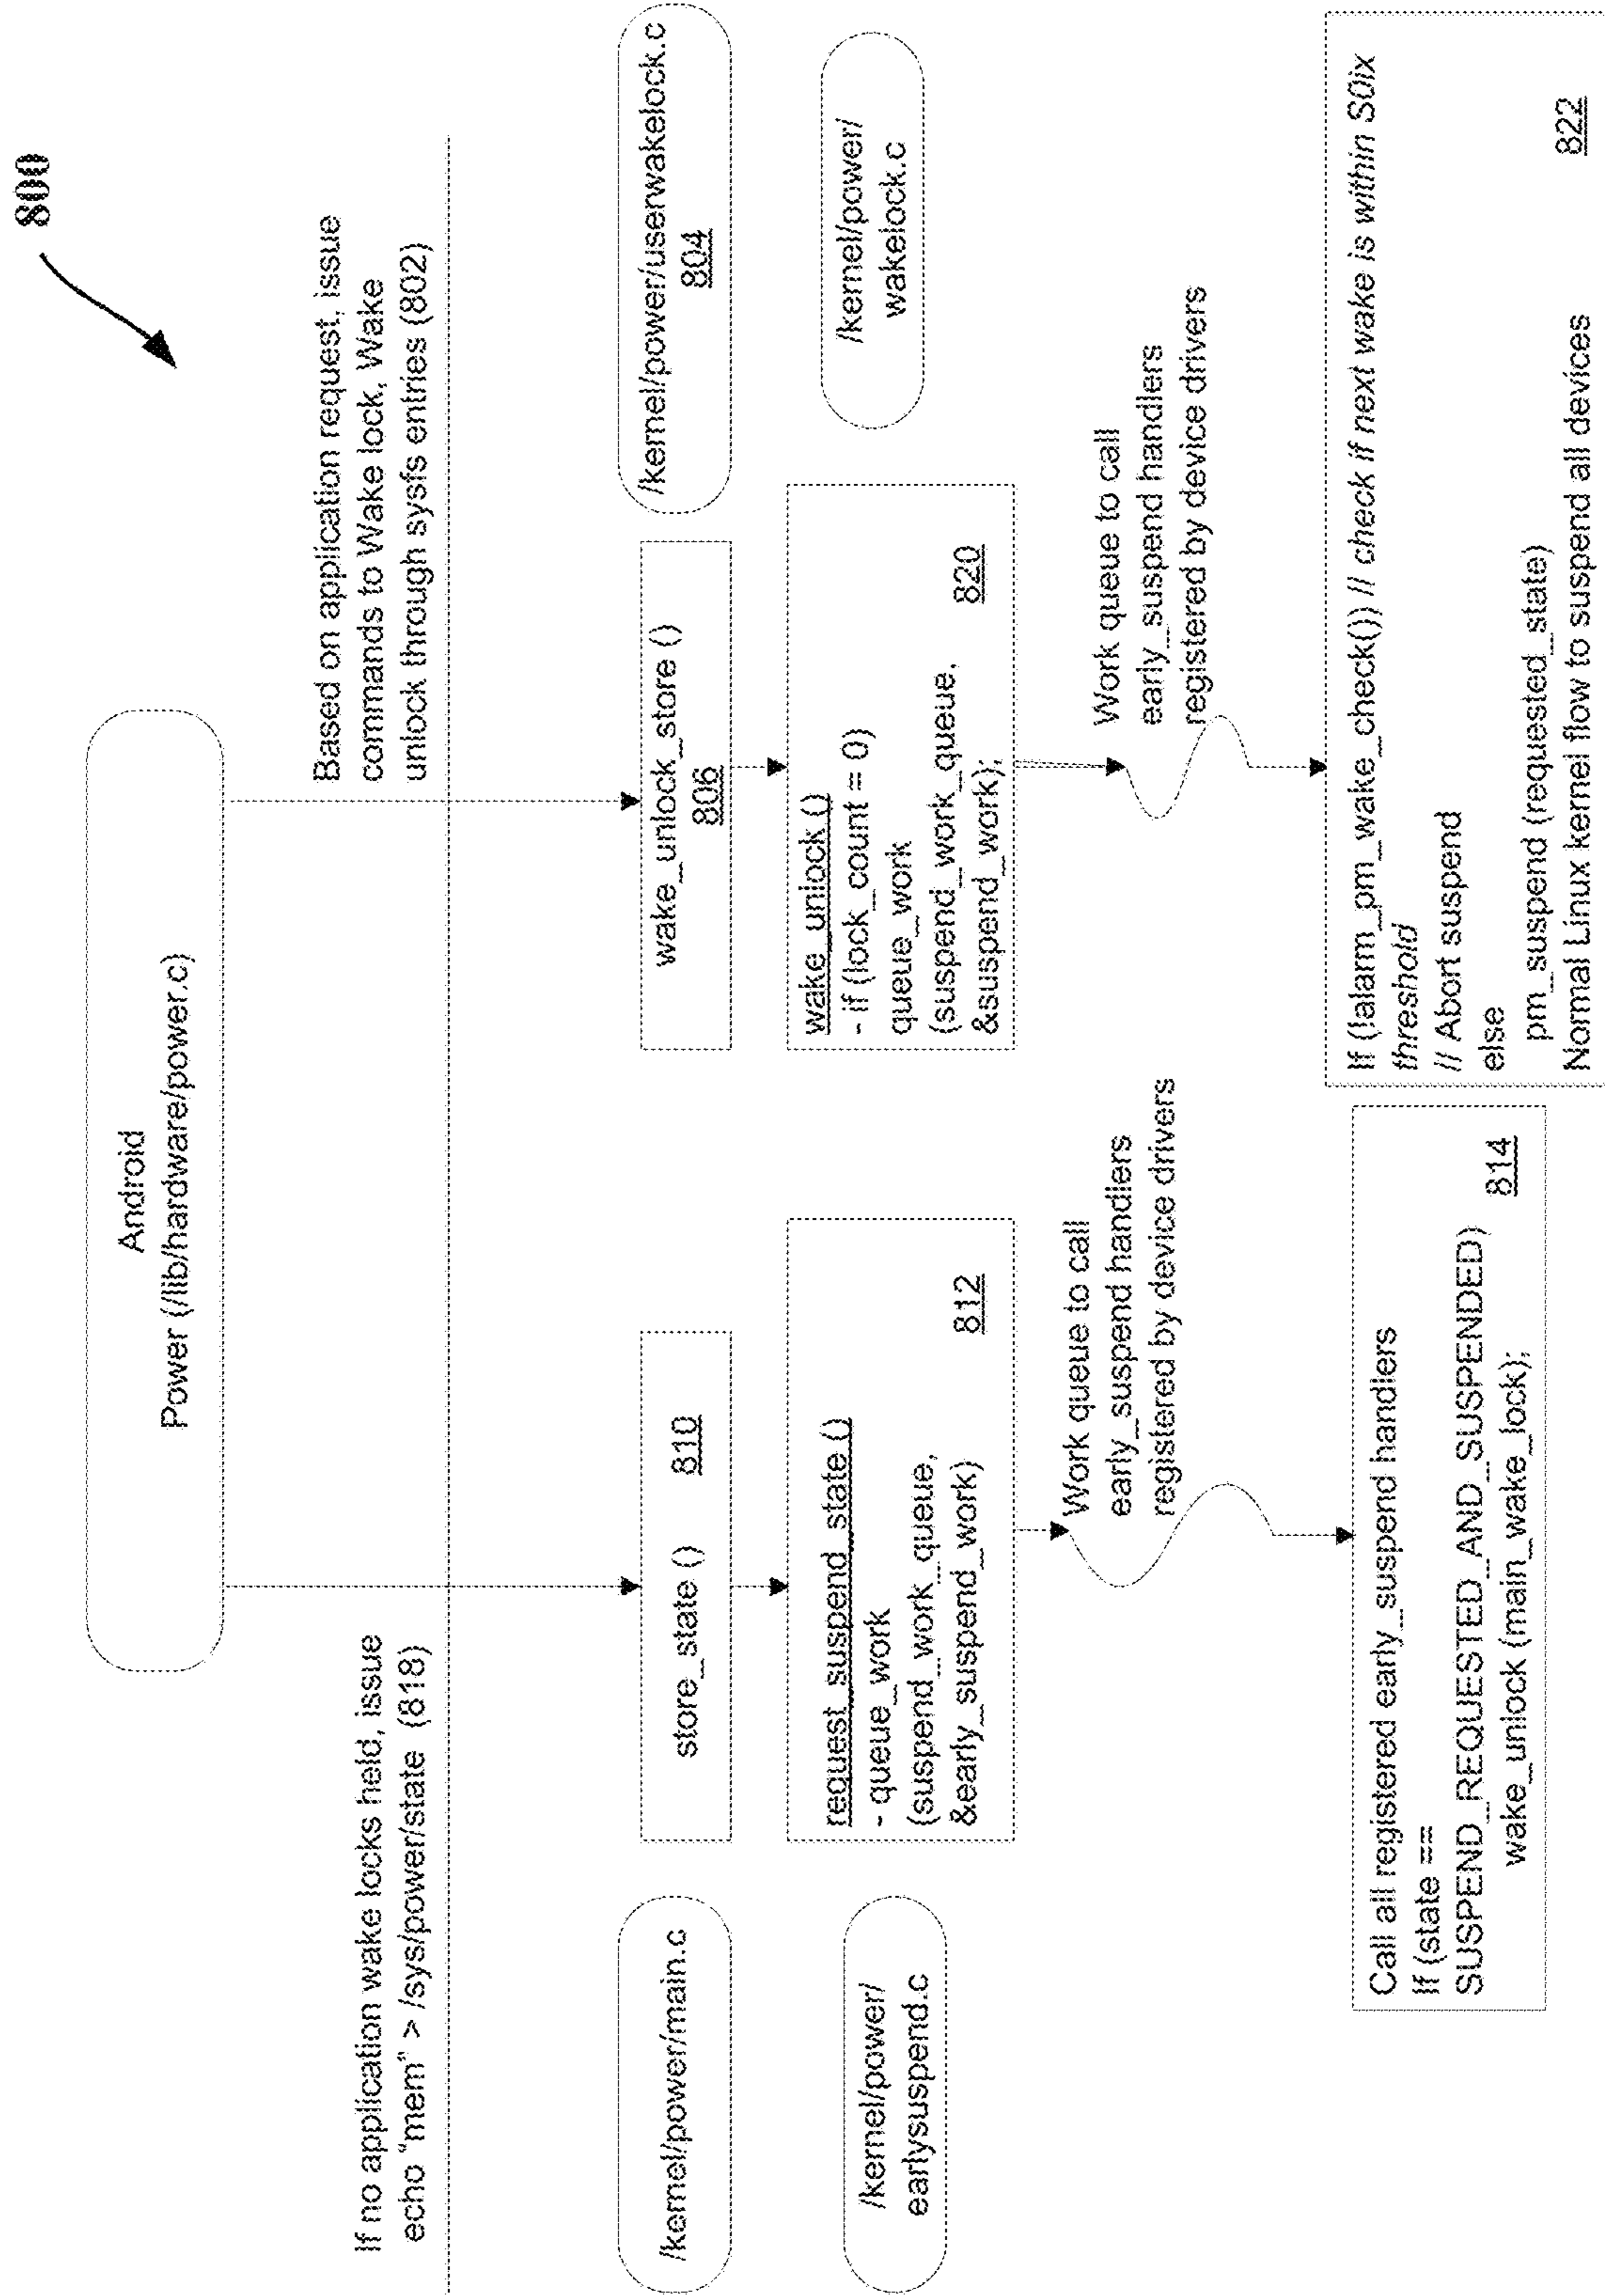 800
Android
Power (/lib/hardware/power.c)
If no application wake locks held, issue
echo "mem" > /sys/power/state (818)
Based on application request, issue
commands to Wake lock, Wake
unlock through sysfs entries (802)
/kernel/power/main.c
store_state () 810
wake_unlock_store ()
806
/kernel/power/userwakelock.c
804
/kernel/power/
earlysuspend.c
request_suspend_state ()
- queue_work
(suspend_work_queue,
&early_suspend_work)
812
wake_unlock ()
- if (lock_count = 0)
queue_work
(suspend_work_queue,
&suspend_work);
820
/kernel/power/
wakelock.c
Work queue to call
early_suspend handlers
registered by device drivers
Work queue to call
early_suspend handlers
registered by device drivers
Call all registered early_suspend handlers
If (state ==
SUSPEND_REQUESTED_AND_SUSPENDED)
wake_unlock (main_wake_lock);
814
If (!alarm_pm_wake_check()) // check if next wake is within S0ix
threshold
// Abort suspend
else
pm_suspend (requested_state)
Normal Linux kernel flow to suspend all devices
822